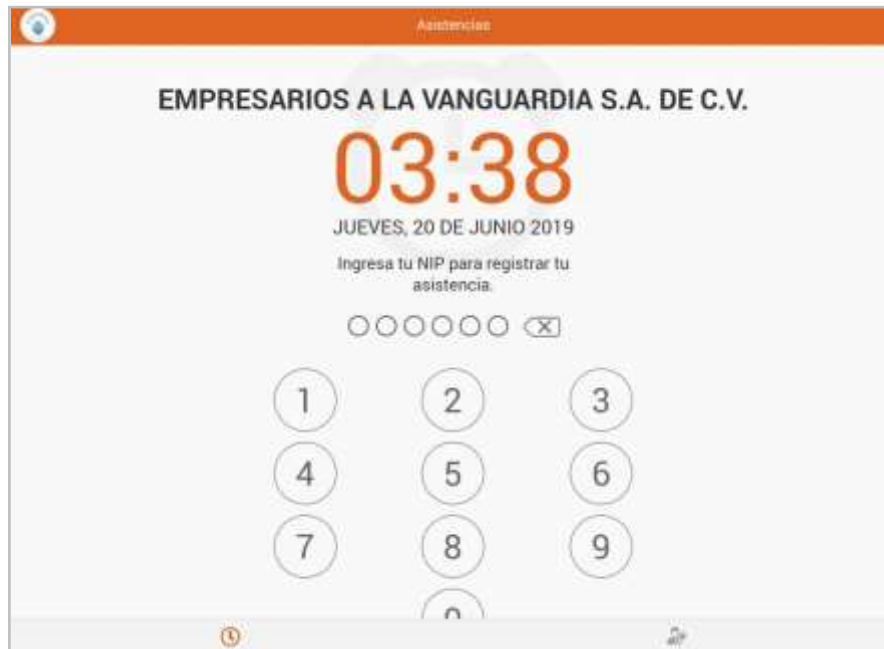 Asistencias
EMPRESARIOS A LA VANGUARDIA S.A. DE C.V.
03:38
JUEVES, 20 DE JUNIO 2019
Ingresa tu NIP para registrar tu
asistencia.
1 2 3
4 5 6
7 8 9
0